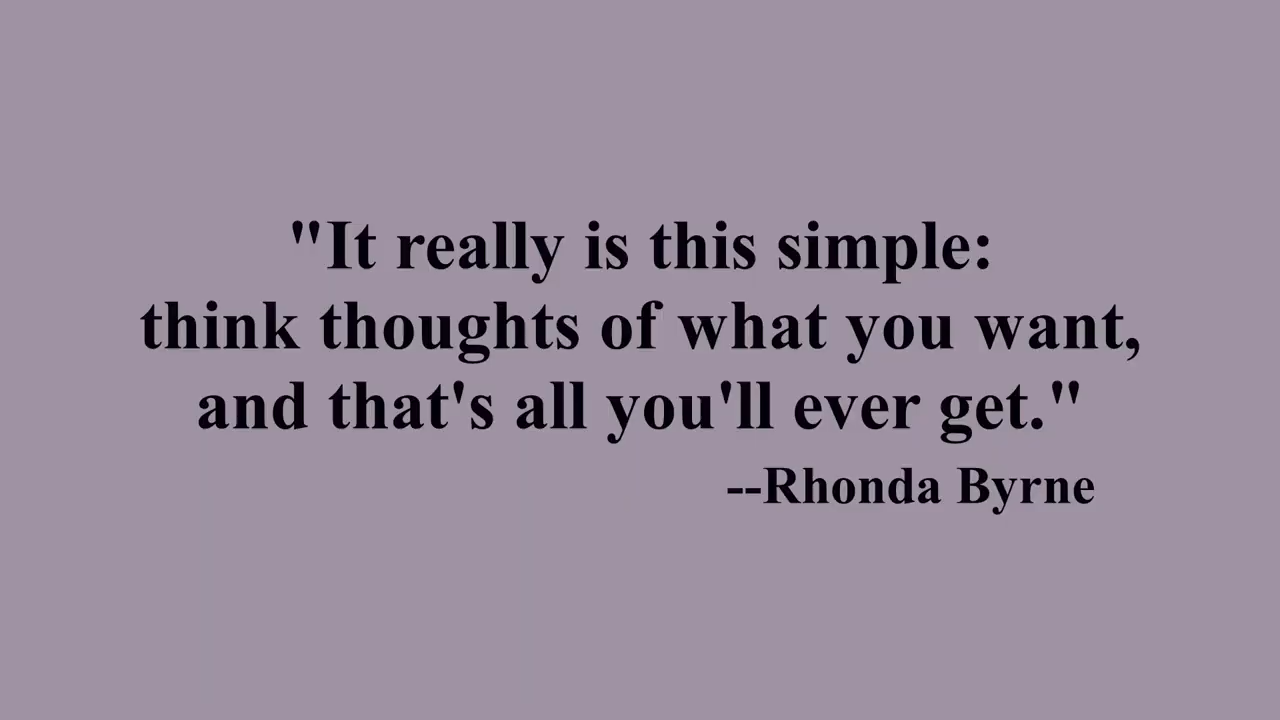 "It really is this simple:
think thoughts of what you want,
and that's all you'll ever get."
--Rhonda Byrne